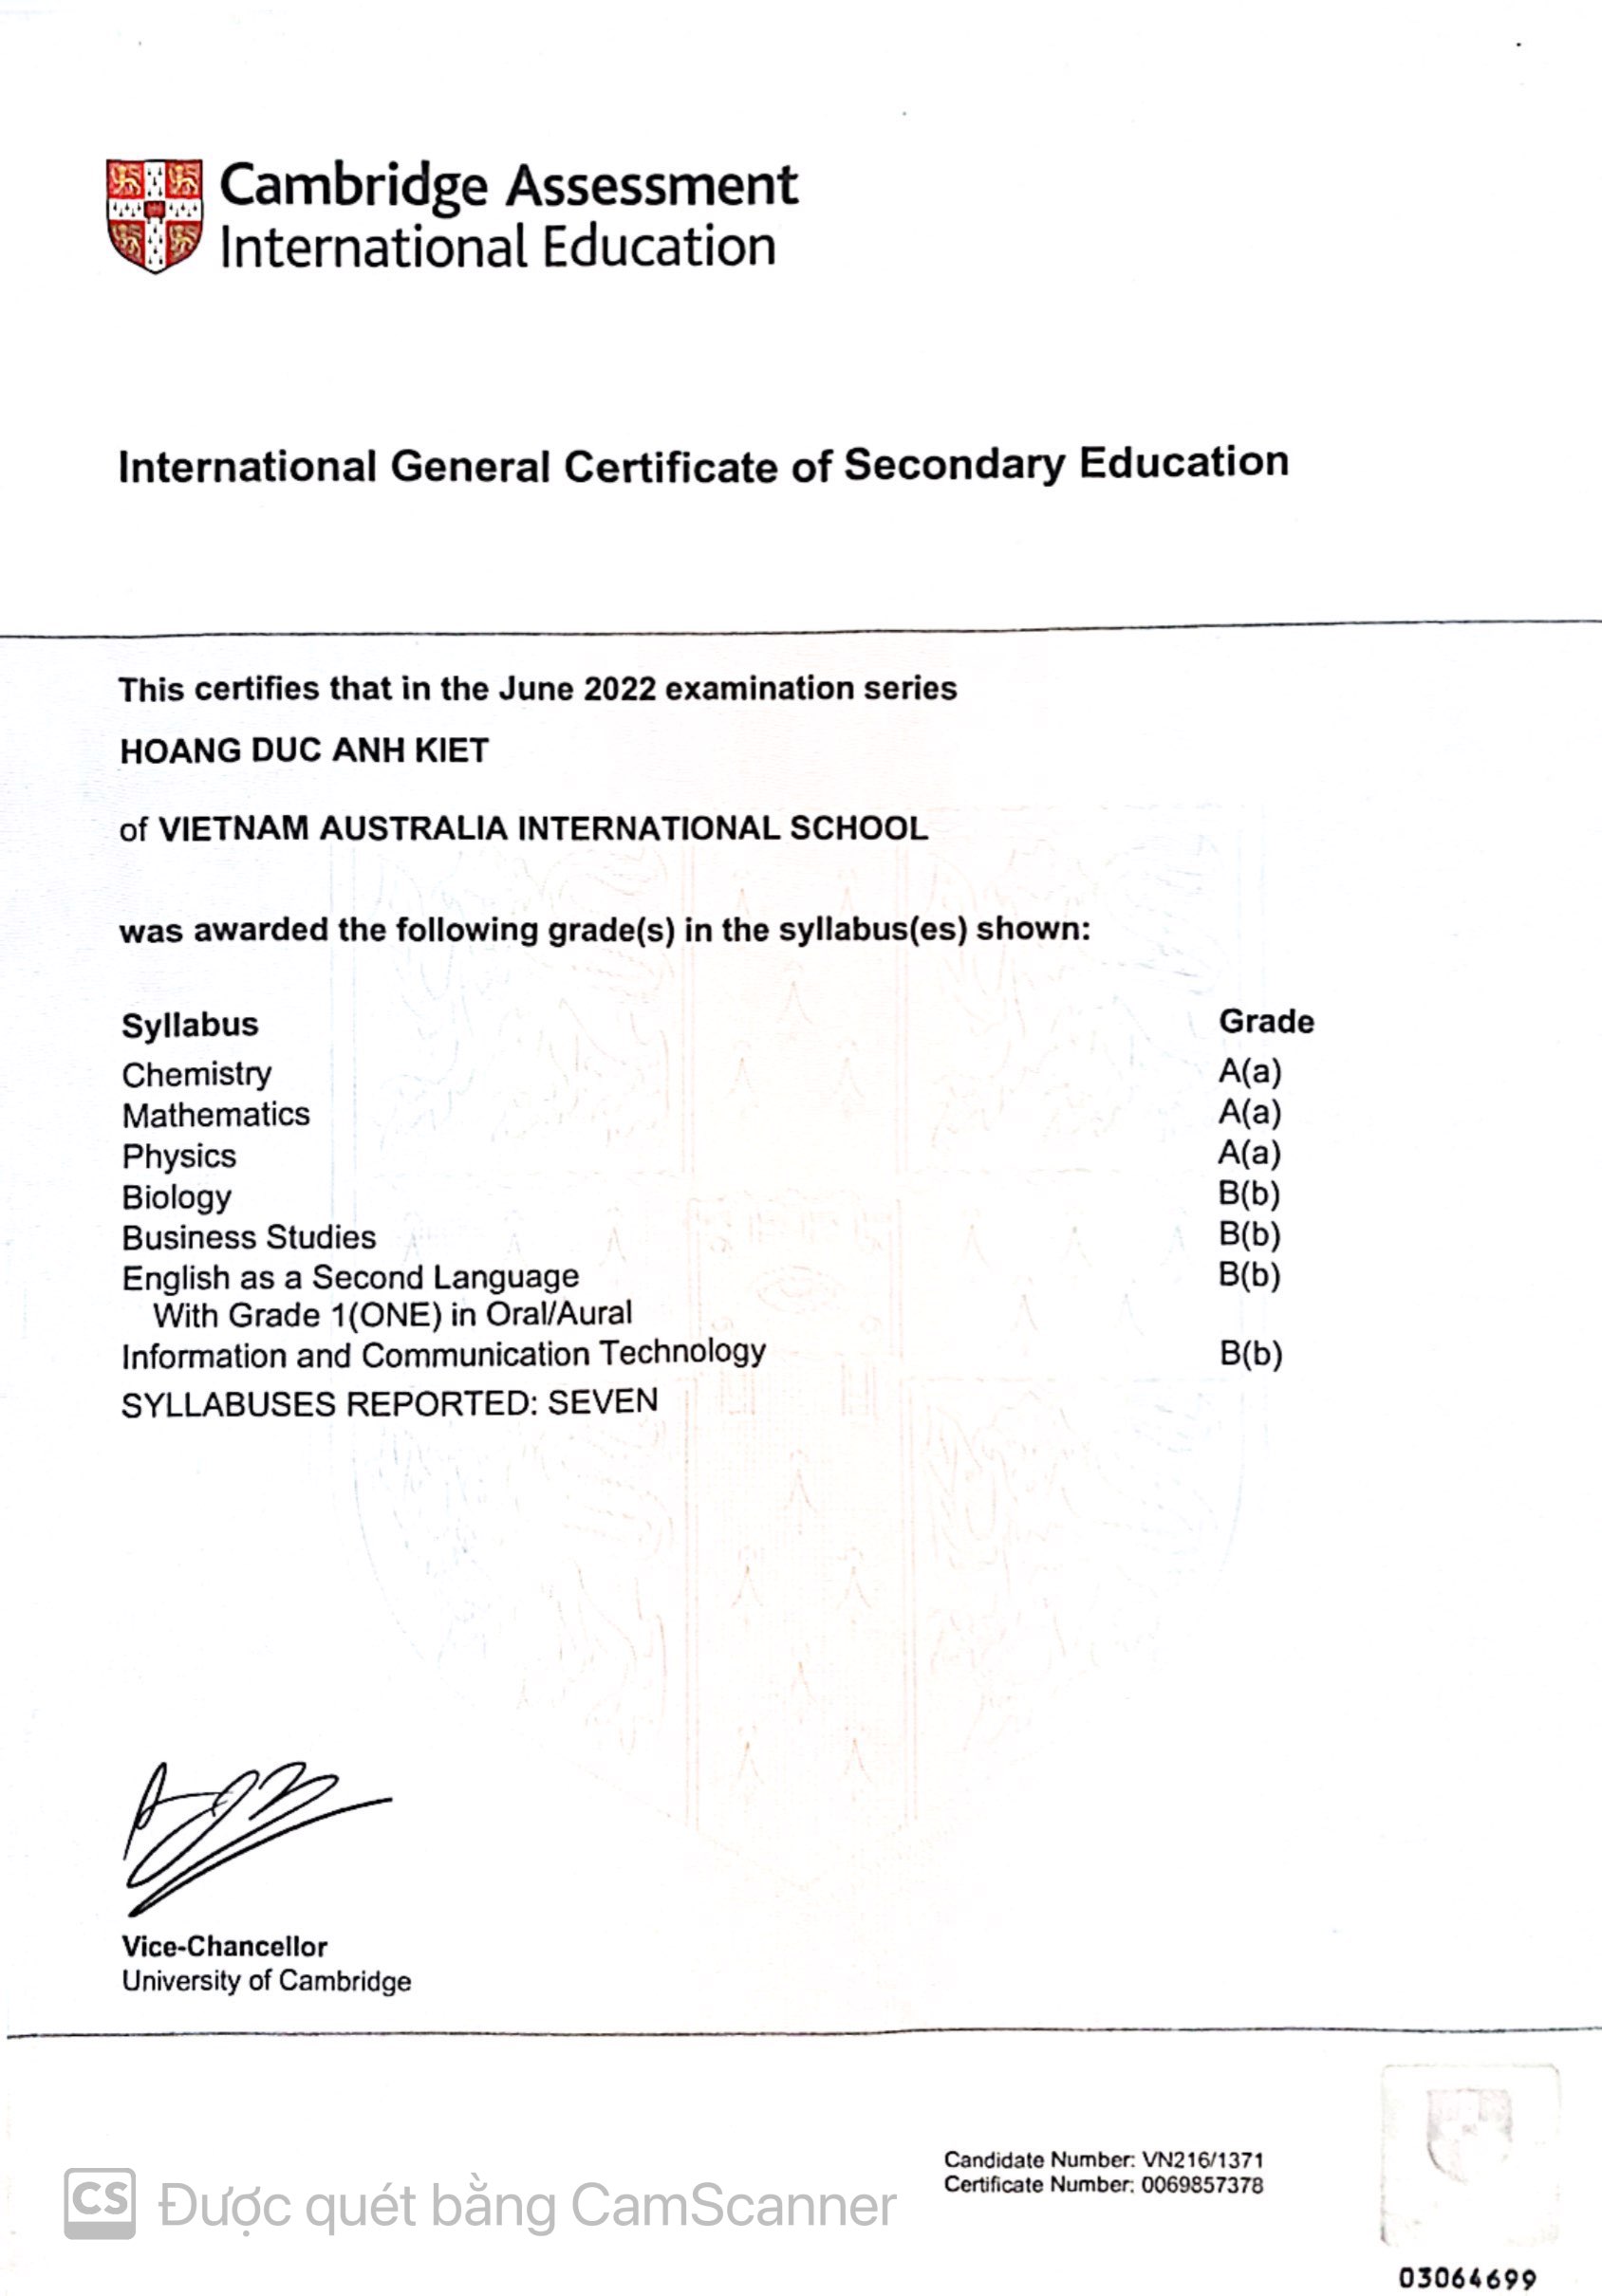 Cambridge Assessment
International Education
International General Certificate of Secondary Education
This certifies that in the June 2022 examination series
HOANG DUC ANH KIET
of VIETNAM AUSTRALIA INTERNATIONAL SCHOOL
was awarded the following grade(s) in the syllabus(es) shown:
Syllabus Grade
Chemistry A(a)
Mathematics A(a)
Physics A(a)
Biology B(b)
Business Studies B(b)
English as a Second Language B(b)
With Grade 1(ONE) in Oral/Aural
Information and Communication Technology B(b)
SYLLABUSES REPORTED: SEVEN
Vice-Chancellor
University of Cambridge
Candidate Number: VN216/1371
Certificate Number: 0069857378
CS Được quét bằng CamScanner
03064699